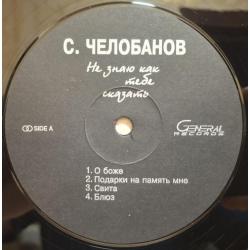 С. ЧЕЛОБАНОВ
Не знаю как
тебе
сказать
SIDE A
GENERAL
RECORDS
1. О боже
2. Подарки на память мне
3. Свита
4. Блюз